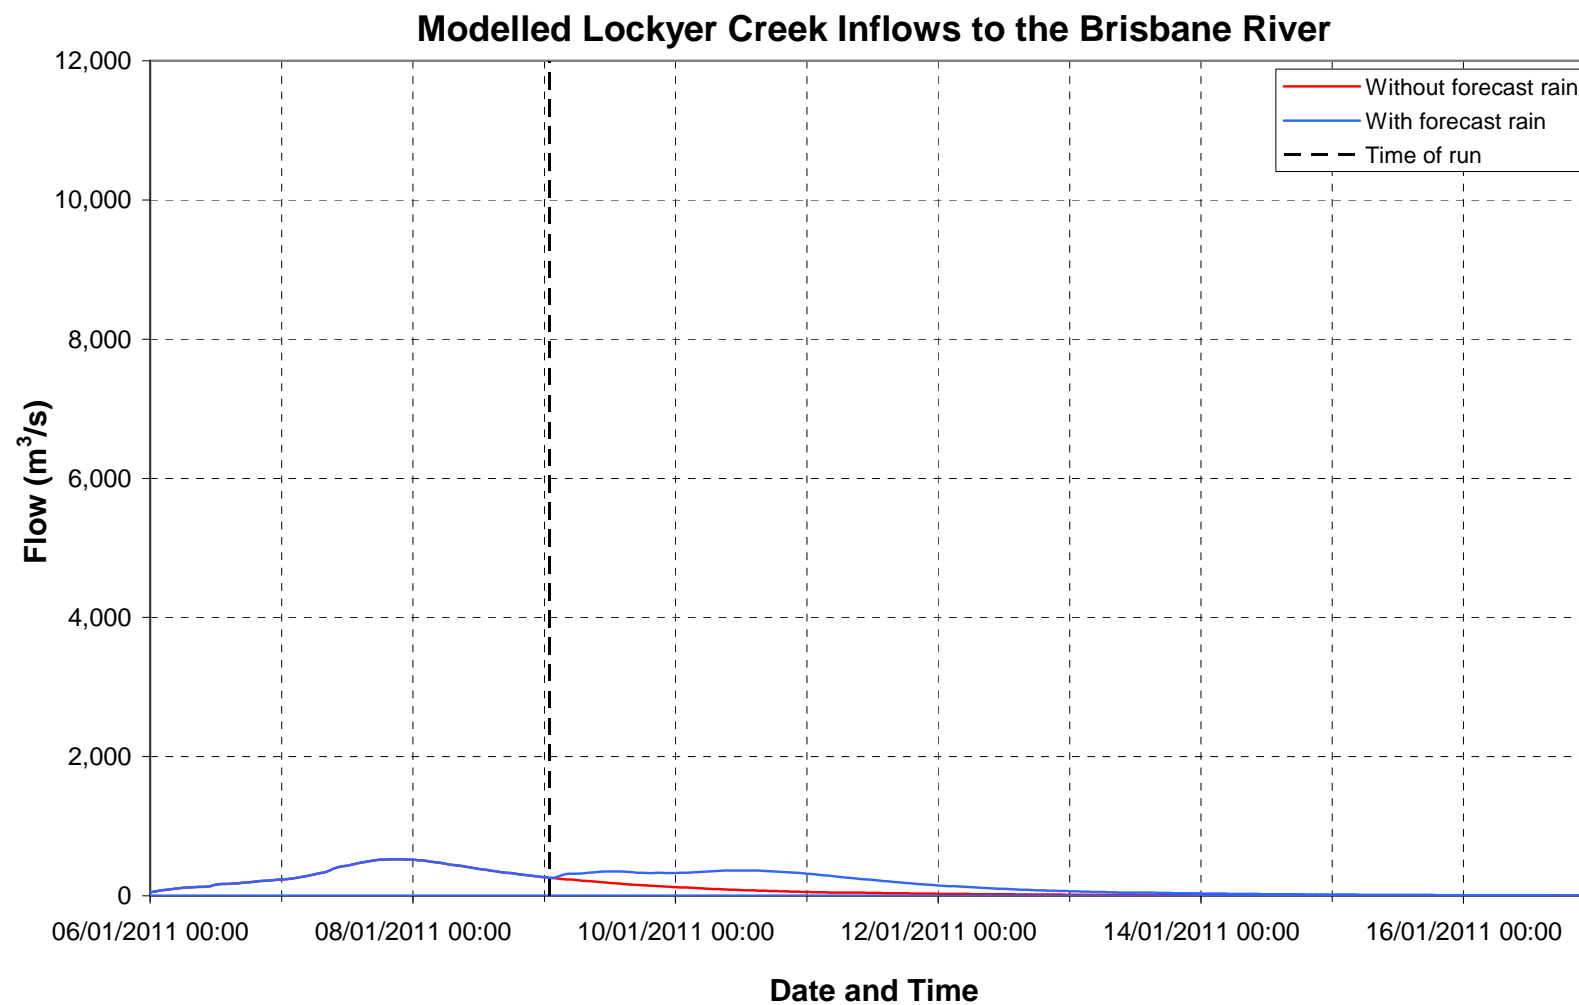 Modelled Lockyer Creek Inflows to the Brisbane River
12,000
10,000
8,000
6,000
4,000
2,000
0
Flow (m³/s)
Without forecast rain
With forecast rain
Time of run
06/01/2011 00:00
08/01/2011 00:00
10/01/2011 00:00
12/01/2011 00:00
14/01/2011 00:00
16/01/2011 00:00
Date and Time